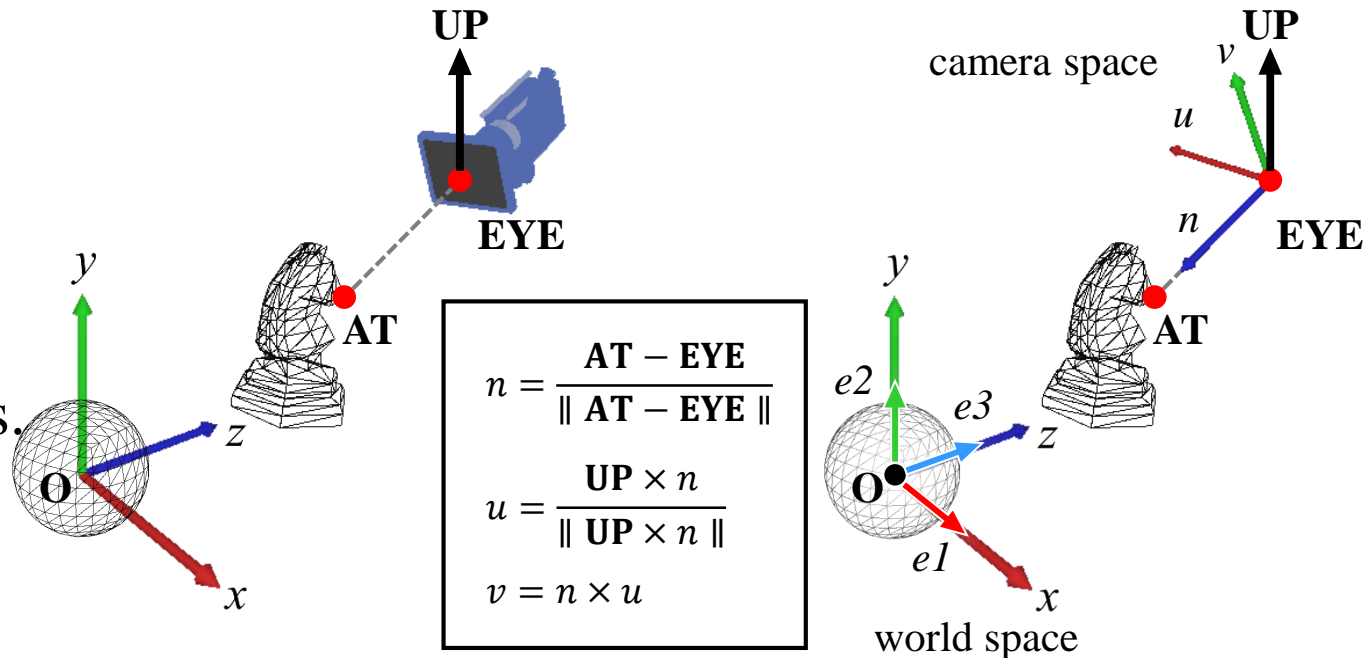 UP
EYE
AT
y
z
s.
O
x
n = AT − EYE / ‖ AT − EYE ‖
u = UP × n / ‖ UP × n ‖
v = n × u
camera space
UP
v
u
n
EYE
AT
y
e2
e3
z
O
e1
x
world space